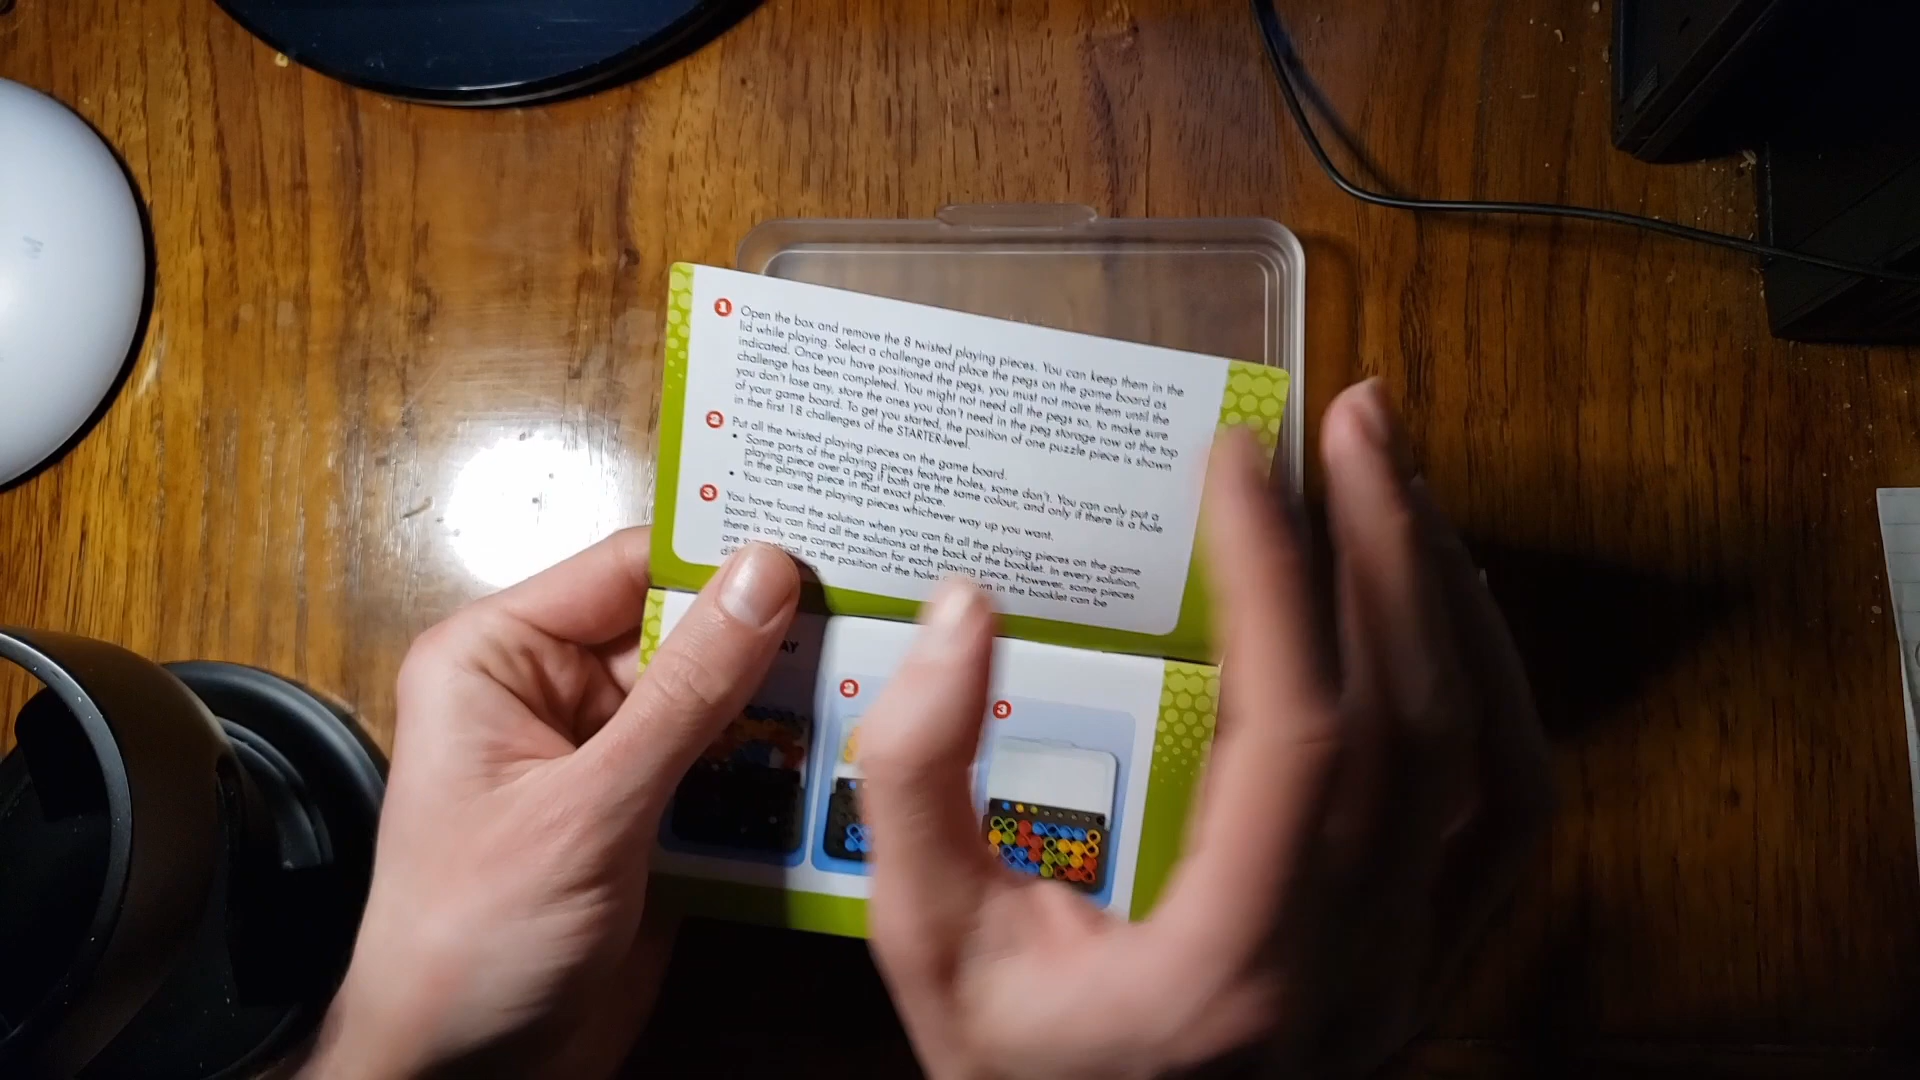 1 Open the box and remove the 8 twisted playing pieces. You can keep them in the
lid while playing. Select a challenge and place the pegs on the game board as
indicated. Once you have positioned the pegs, you must not move them until the
challenge has been completed. You might not need all the pegs so, to make sure
you don't lose any, store the ones you don't need in the peg storage row at the top
of your game board. To get you started, the position of one puzzle piece is shown
in the first 18 challenges of the STARTER-level.
2 Put all the twisted playing pieces on the game board.
• Some parts of the playing pieces feature holes, some don't. You can only put a
playing piece over a peg if both are the same colour, and only if there is a hole
in the playing piece in that exact place.
• You can use the playing pieces whichever way up you want.
3 You have found the solution when you can fit all the playing pieces on the game
board. You can find all the solutions at the back of the booklet. In every solution,
there is only one correct position for each playing piece. However, some pieces
are so the position of the holes in the booklet can be
2
3